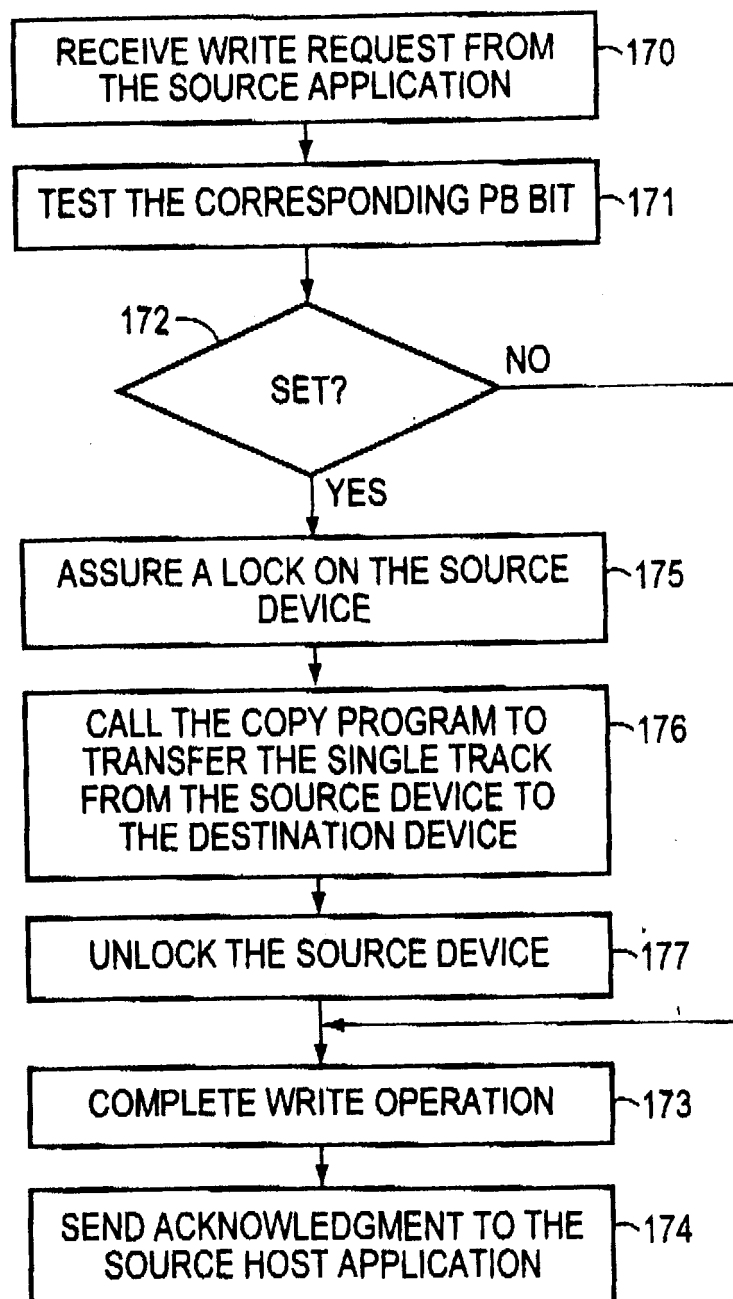 RECEIVE WRITE REQUEST FROM
THE SOURCE APPLICATION
170
TEST THE CORRESPONDING PB BIT
171
172
SET?
NO
YES
ASSURE A LOCK ON THE SOURCE
DEVICE
175
CALL THE COPY PROGRAM TO
TRANSFER THE SINGLE TRACK
FROM THE SOURCE DEVICE TO
THE DESTINATION DEVICE
176
UNLOCK THE SOURCE DEVICE
177
COMPLETE WRITE OPERATION
173
SEND ACKNOWLEDGMENT TO THE
SOURCE HOST APPLICATION
174